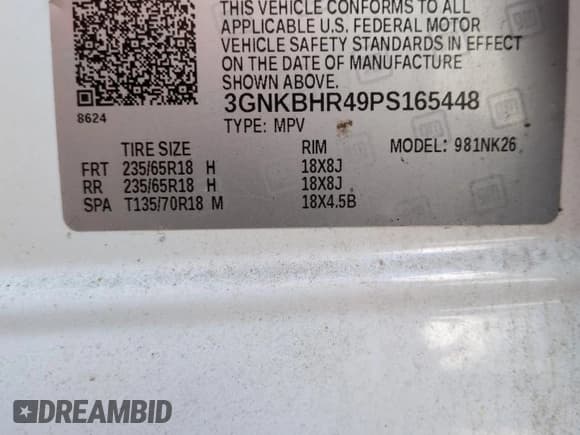 THIS VEHICLE CONFORMS TO ALL
APPLICABLE U.S. FEDERAL MOTOR
VEHICLE SAFETY STANDARDS IN EFFECT
ON THE DATE OF MANUFACTURE
SHOWN ABOVE.
8624
3GNKBHR49PS165448
TYPE: MPV
TIRE SIZE RIM MODEL: 981NK26
FRT 235/65R18 H 18X8J
RR 235/65R18 H 18X8J
SPA T135/70R18 M 18X4.5B
DREAMBID